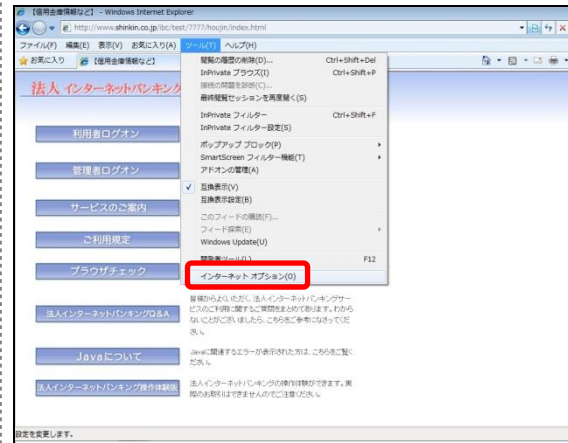 【信用金庫情報など】 - Windows Internet Explorer
http://www.shinkin.co.jp/ibc/test/7777/houjin/index.html
ファイル(F) 編集(E) 表示(V) お気に入り(A) ツール(T) ヘルプ(H)
お気に入り 【信用金庫情報など】
閲覧の履歴の削除(D)... Ctrl+Shift+Del
InPrivate ブラウズ(I) Ctrl+Shift+P
接続の問題を診断(C)...
最終閲覧セッションを再度開く(S)
InPrivate フィルター Ctrl+Shift+F
InPrivate フィルター設定(S)
ポップアップ ブロック(P)
SmartScreen フィルター機能(T)
アドオンの管理(A)
互換表示(V)
互換表示設定(B)
このフィードの購読(F)...
フィード探索(E)
Windows Update(U)
開発者ツール(L) F12
インターネット オプション(O)
法人 インターネットバンキング
利用者ログオン
管理者ログオン
サービスのご案内
ご利用規定
ブラウザチェック
法人インターネットバンキングQ&A
皆様からよくいただく、法人インターネットバンキングサー
ビスのご利用に関するご質問をまとめております。わから
ないことがございましたら、こちらをご参考になさってくだ
さい。
Javaについて
Javaに関連するエラーが表示された方は、こちらをご覧く
ださい。
法人インターネットバンキング操作体験版
法人インターネットバンキングの操作体験ができます。実
際のお取引はできませんのでご注意ください。
設定を変更します。